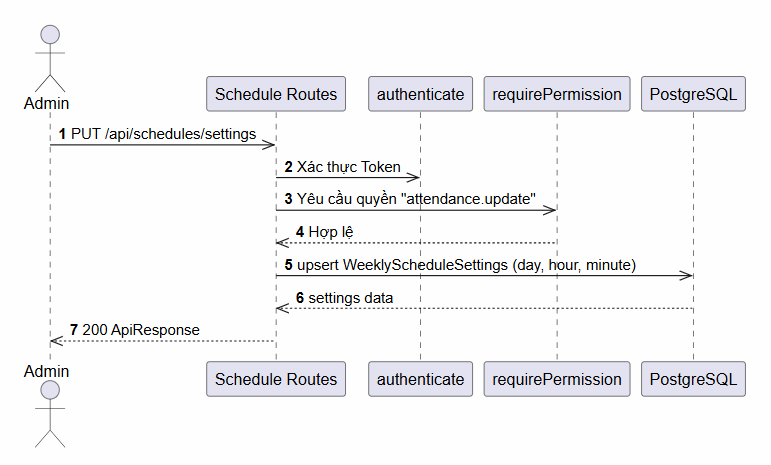 Admin
Schedule Routes
authenticate
requirePermission
PostgreSQL
1 PUT /api/schedules/settings
2 Xác thực Token
3 Yêu cầu quyền "attendance.update"
4 Hợp lệ
5 upsert WeeklyScheduleSettings (day, hour, minute)
6 settings data
7 200 ApiResponse
Admin
Schedule Routes
authenticate
requirePermission
PostgreSQL